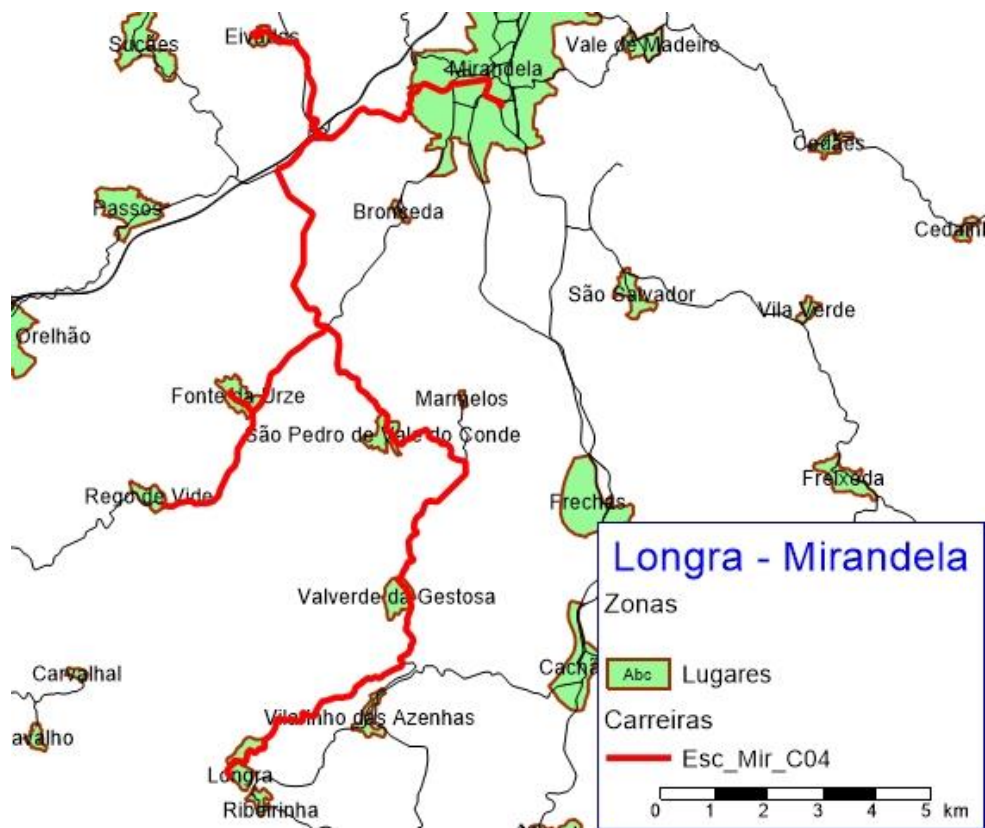 Sucães
Eivados
Mirandela
Vale de Madeiro
Cedães
Passos
Bronceda
São Salvador
Vila Verde
Orelhão
Fonte da Urze
Marmelos
São Pedro de Vale do Conde
Rego de Vide
Frechas
Freixeda
Valverde da Gestosa
Carvalhal
Vilarinho das Azenhas
avalho
Longra
Ribeirinha
Longra - Mirandela
Zonas
Abc Lugares
Carreiras
Esc_Mir_C04
0 1 2 3 4 5 km